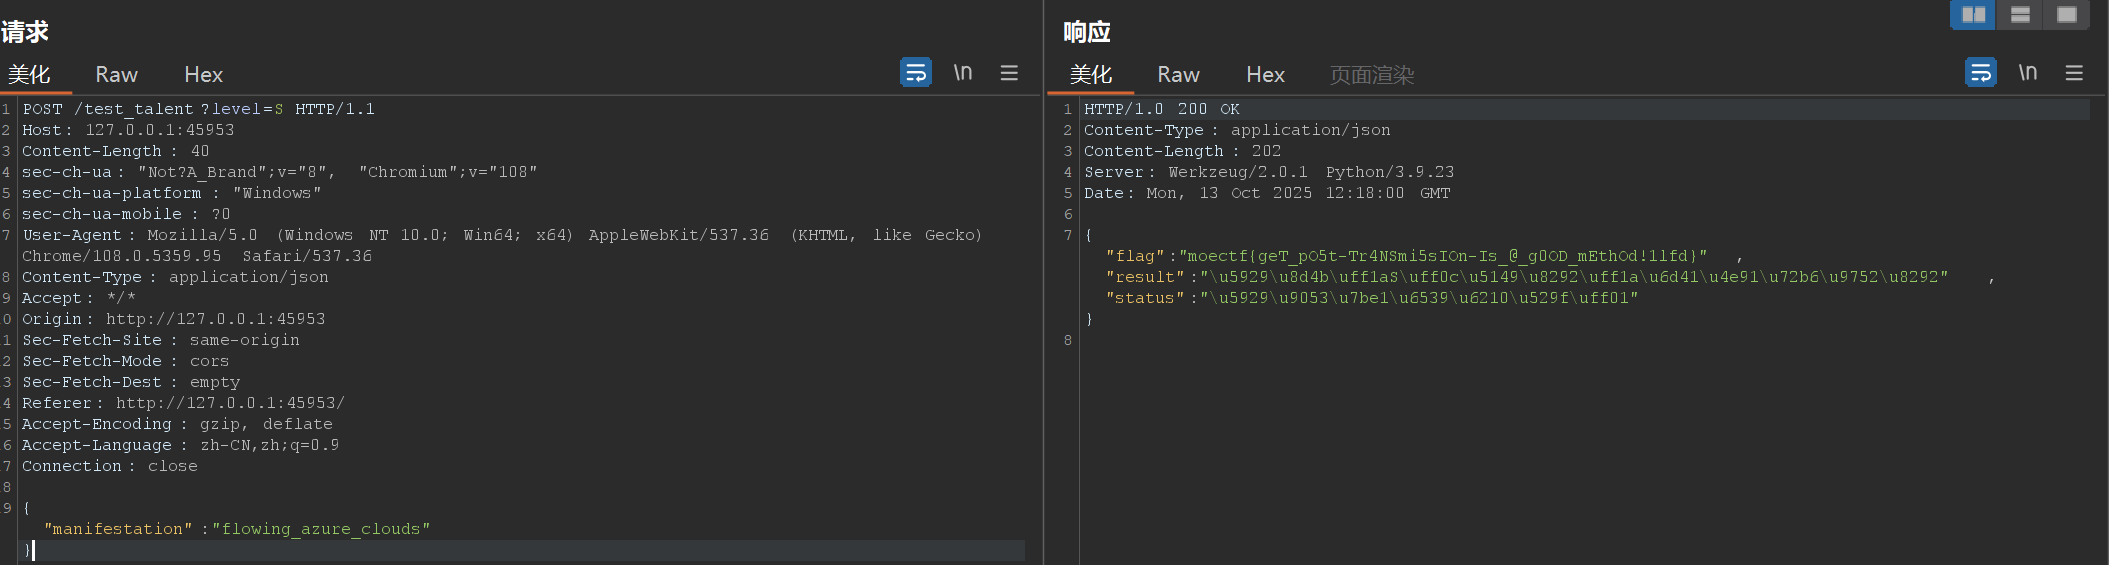 请求
美化 Raw Hex \n
1 POST /test_talent?level=S HTTP/1.1
2 Host: 127.0.0.1:45953
3 Content-Length: 40
4 sec-ch-ua: "Not?A_Brand";v="8", "Chromium";v="108"
5 sec-ch-ua-platform: "Windows"
6 sec-ch-ua-mobile: ?0
7 User-Agent: Mozilla/5.0 (Windows NT 10.0; Win64; x64) AppleWebKit/537.36 (KHTML, like Gecko)
Chrome/108.0.5359.95 Safari/537.36
8 Content-Type: application/json
9 Accept: */*
0 Origin: http://127.0.0.1:45953
1 Sec-Fetch-Site: same-origin
2 Sec-Fetch-Mode: cors
3 Sec-Fetch-Dest: empty
4 Referer: http://127.0.0.1:45953/
5 Accept-Encoding: gzip, deflate
6 Accept-Language: zh-CN,zh;q=0.9
7 Connection: close
8
9 {
"manifestation":"flowing_azure_clouds"
}
响应
美化 Raw Hex 页面渲染 \n
1 HTTP/1.0 200 OK
2 Content-Type: application/json
3 Content-Length: 202
4 Server: Werkzeug/2.0.1 Python/3.9.23
5 Date: Mon, 13 Oct 2025 12:18:00 GMT
6
7 {
"flag":"moectf{geT_pO5t-Tr4NSmi5sIOn-Is_@_g0OD_mEthOd!1lfd}",
"result":"\u5929\u8d4b\uff1aS\uff0c\u5149\u8292\uff1a\u6d41\u4e91\u72b6\u9752\u8292",
"status":"\u5929\u9053\u7be1\u6539\u6210\u529f\uff01"
}
8